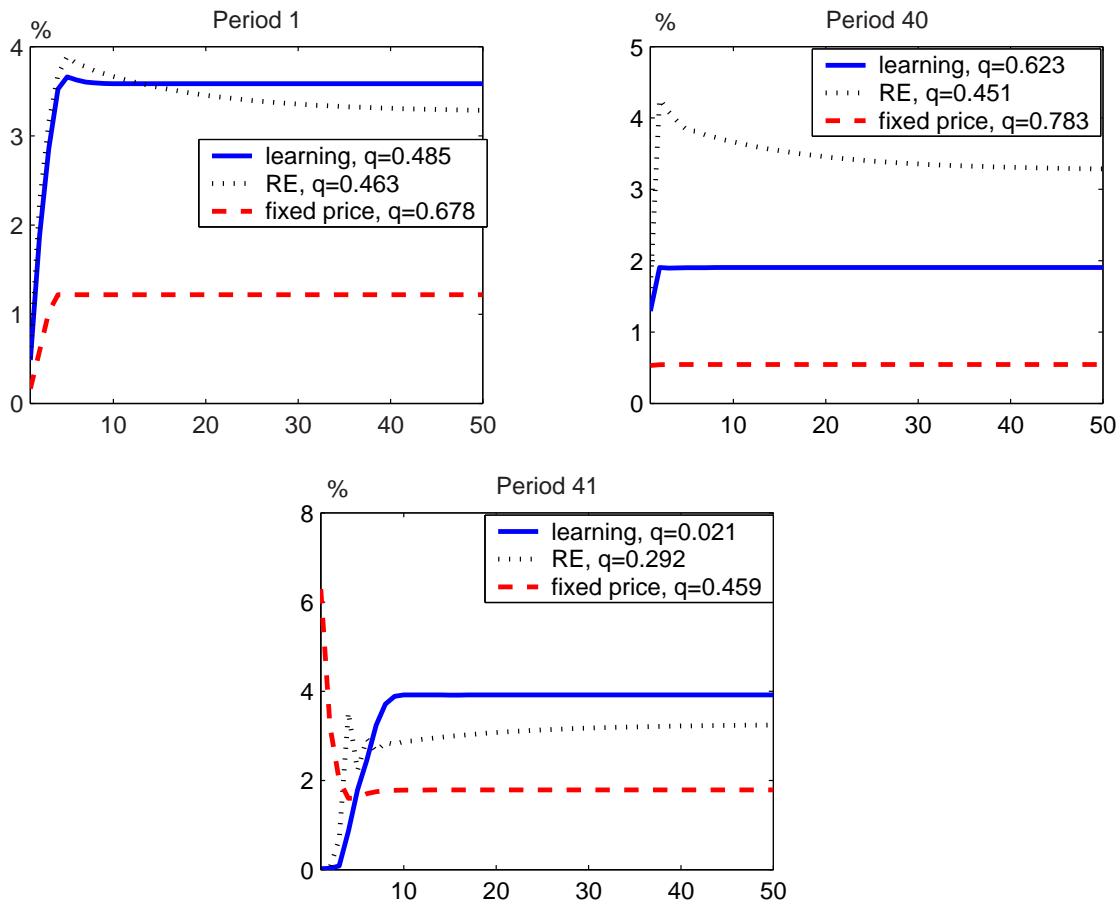 %
Period 1
4
3
2
1
0
learning, q=0.485
RE, q=0.463
fixed price, q=0.678
10 20 30 40 50
%
Period 40
5
4
3
2
1
0
learning, q=0.623
RE, q=0.451
fixed price, q=0.783
10 20 30 40 50
%
Period 41
8
6
4
2
0
learning, q=0.021
RE, q=0.292
fixed price, q=0.459
10 20 30 40 50